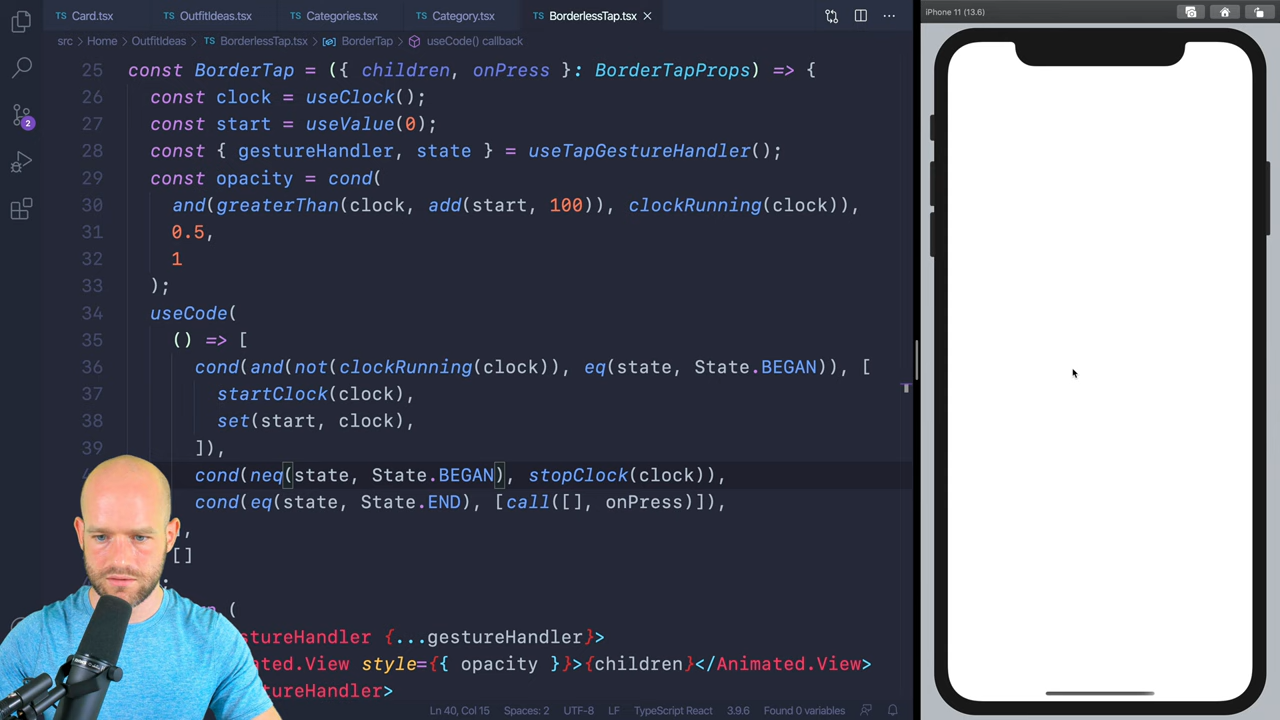 Card.tsx
OutfitIdeas.tsx
Categories.tsx
Category.tsx
BorderlessTap.tsx
iPhone 11 (13.6)
src Home OutfitIdeas BorderlessTap.tsx BorderTap useCode() callback
25 const BorderTap = ({ children, onPress }: BorderTapProps) => {
26 const clock = useClock();
27 const start = useValue(0);
28 const { gestureHandler, state } = useTapGestureHandler();
29 const opacity = cond(
30 and(greaterThan(clock, add(start, 100)), clockRunning(clock)),
31 0.5,
32 1
33 );
34 useCode(
35 () => [
36 cond(and(not(clockRunning(clock)), eq(state, State.BEGAN)), [
37 startClock(clock),
38 set(start, clock),
39 ]),
cond(neq(state, State.BEGAN), stopClock(clock)),
cond(eq(state, State.END), [call([], onPress)]),
,
[]
;
(
stureHandler {...gestureHandler}>
ated.View style={{ opacity }}>{children}</Animated.View>
stureHandler>
2
Ln 40, Col 15 Spaces: 2 UTF-8 LF TypeScript React 3.9.6 Found 0 variables